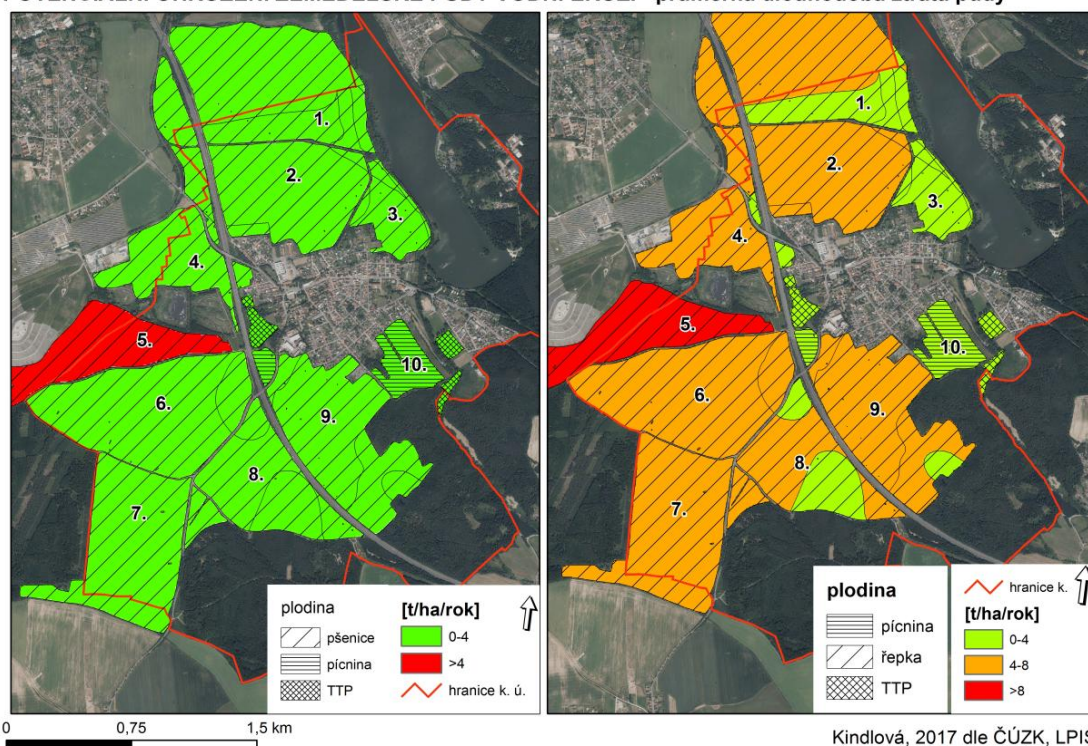 POTENCIÁLNÍ OHROŽENÍ ZEMĚDĚLSKÉ PŮDY VODNÍ EROZÍ - průměrná dlouhodobá ztráta půdy
1.
2.
3.
4.
5.
6.
7.
8.
9.
10.
plodina
pšenice
pícnina
TTP
[t/ha/rok]
0-4
>4
hranice k. ú.
1.
2.
3.
4.
5.
6.
7.
8.
9.
10.
plodina
pícnina
řepka
TTP
hranice k.
[t/ha/rok]
0-4
4-8
>8
0 0,75 1,5 km
Kindlová, 2017 dle ČÚZK, LPIS